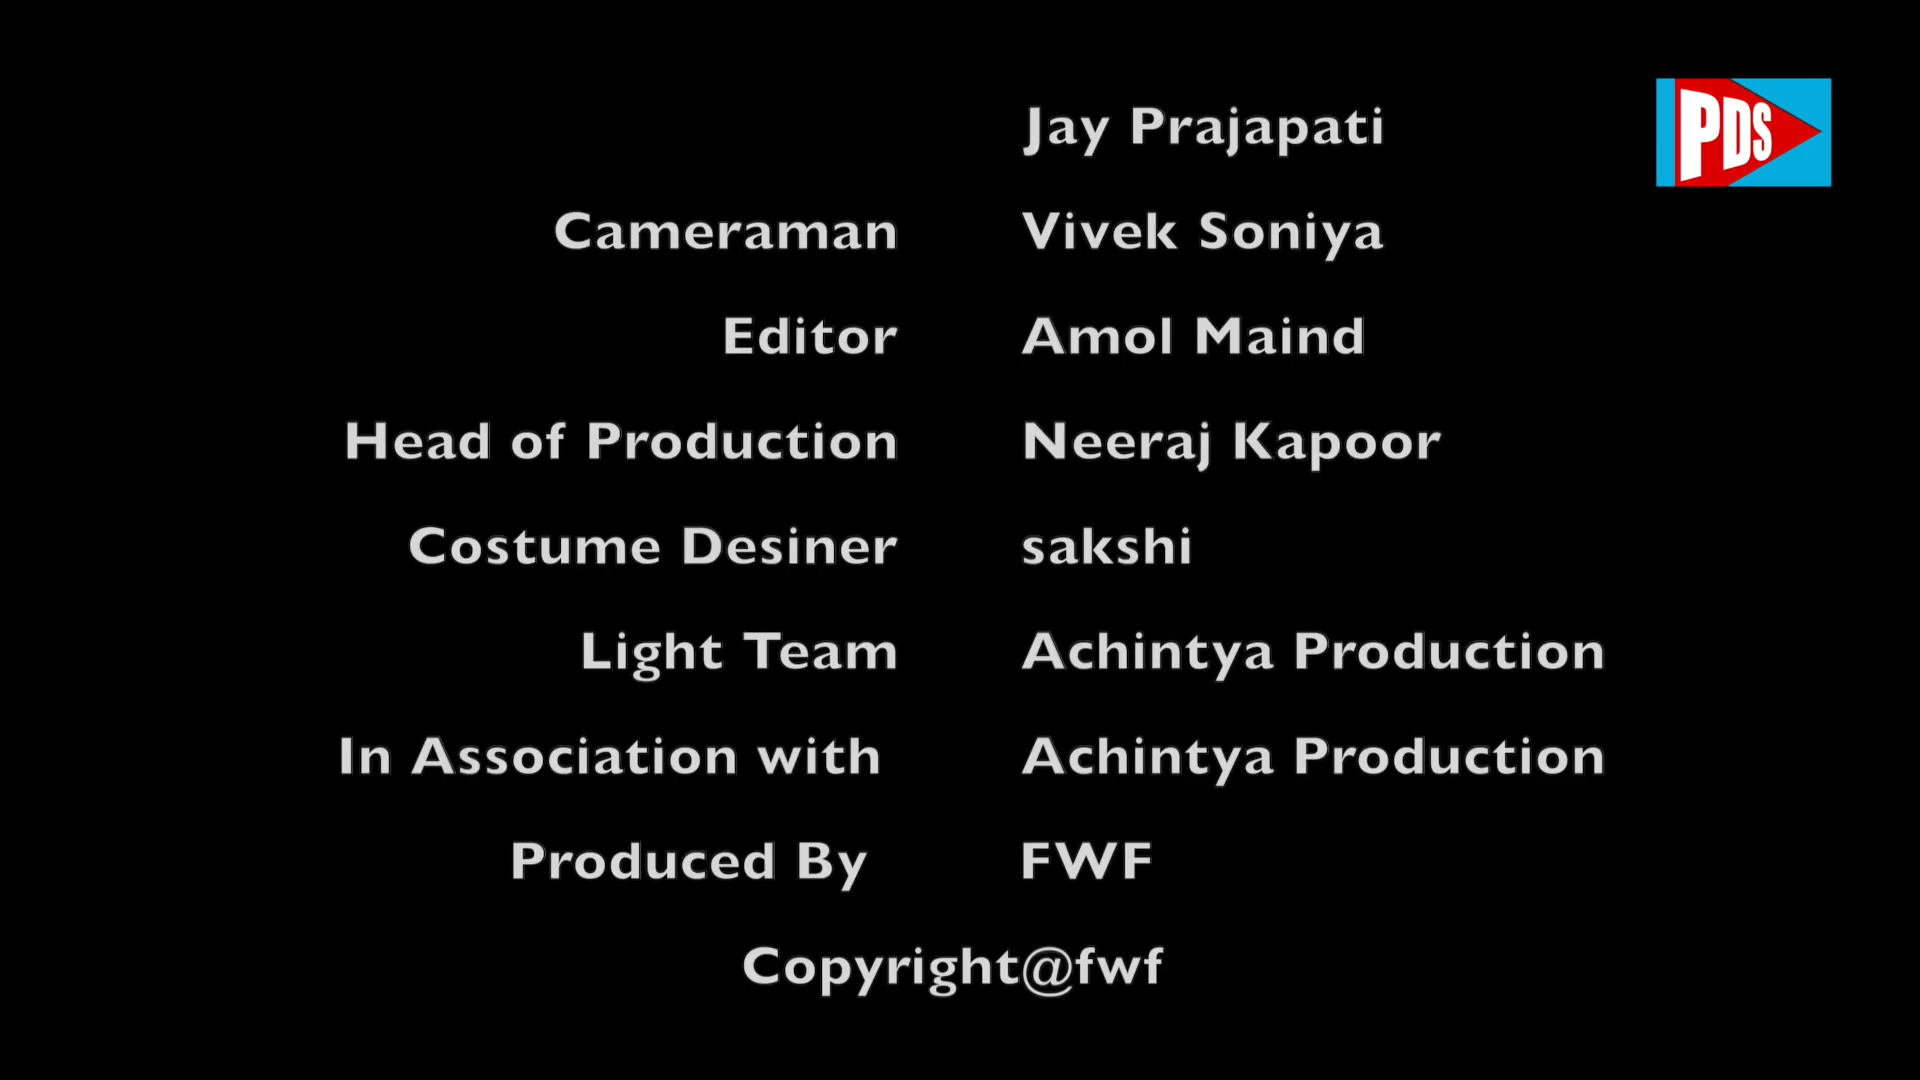 Jay Prajapati
PDS
Cameraman Vivek Soniya
Editor Amol Maind
Head of Production Neeraj Kapoor
Costume Desiner sakshi
Light Team Achintya Production
In Association with Achintya Production
Produced By FWF
Copyright@fwf